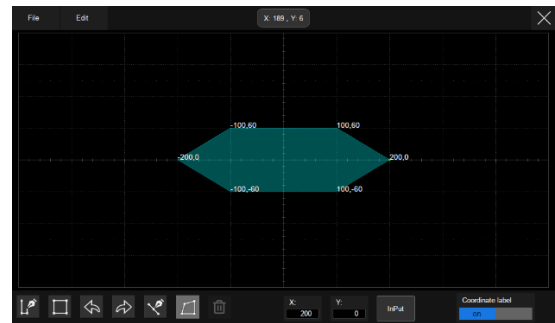 File Edit X: 189 , Y: 6
-100,60 100,60
-200,0 200,0
-100,-60 100,-60
X: Y: Coordinate label
200 0 InPut on